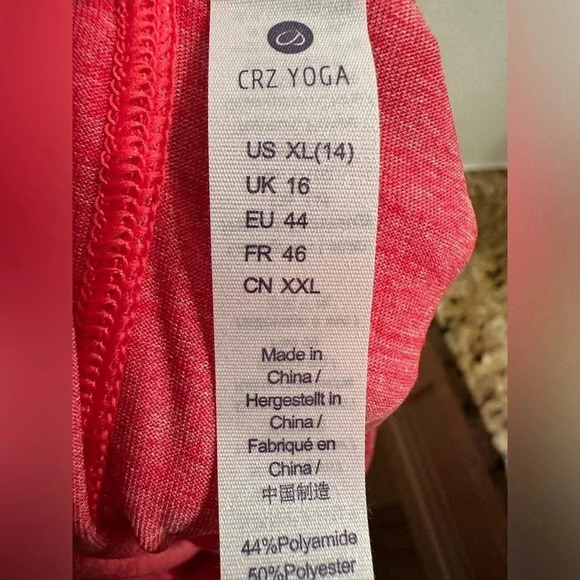 CRZ YOGA
US XL(14)
UK 16
EU 44
FR 46
CN XXL
Made in
China /
Hergestellt in
China /
Fabriqué en
China /
中国制造
44%Polyamide
50%Polyester